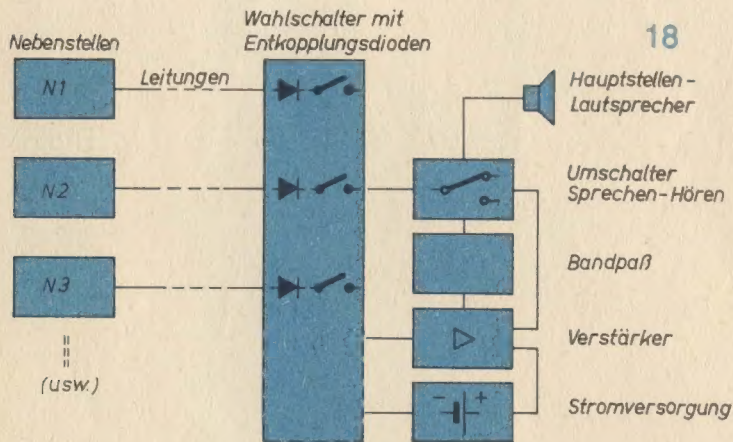 Wahlschalter mit
Entkopplungsdioden
18
Nebenstellen
N1
Leitungen
Hauptstellen-
Lautsprecher
N2
Umschalter
Sprechen-Hören
Bandpaß
N3
Verstärker
(usw.)
- +
Stromversorgung